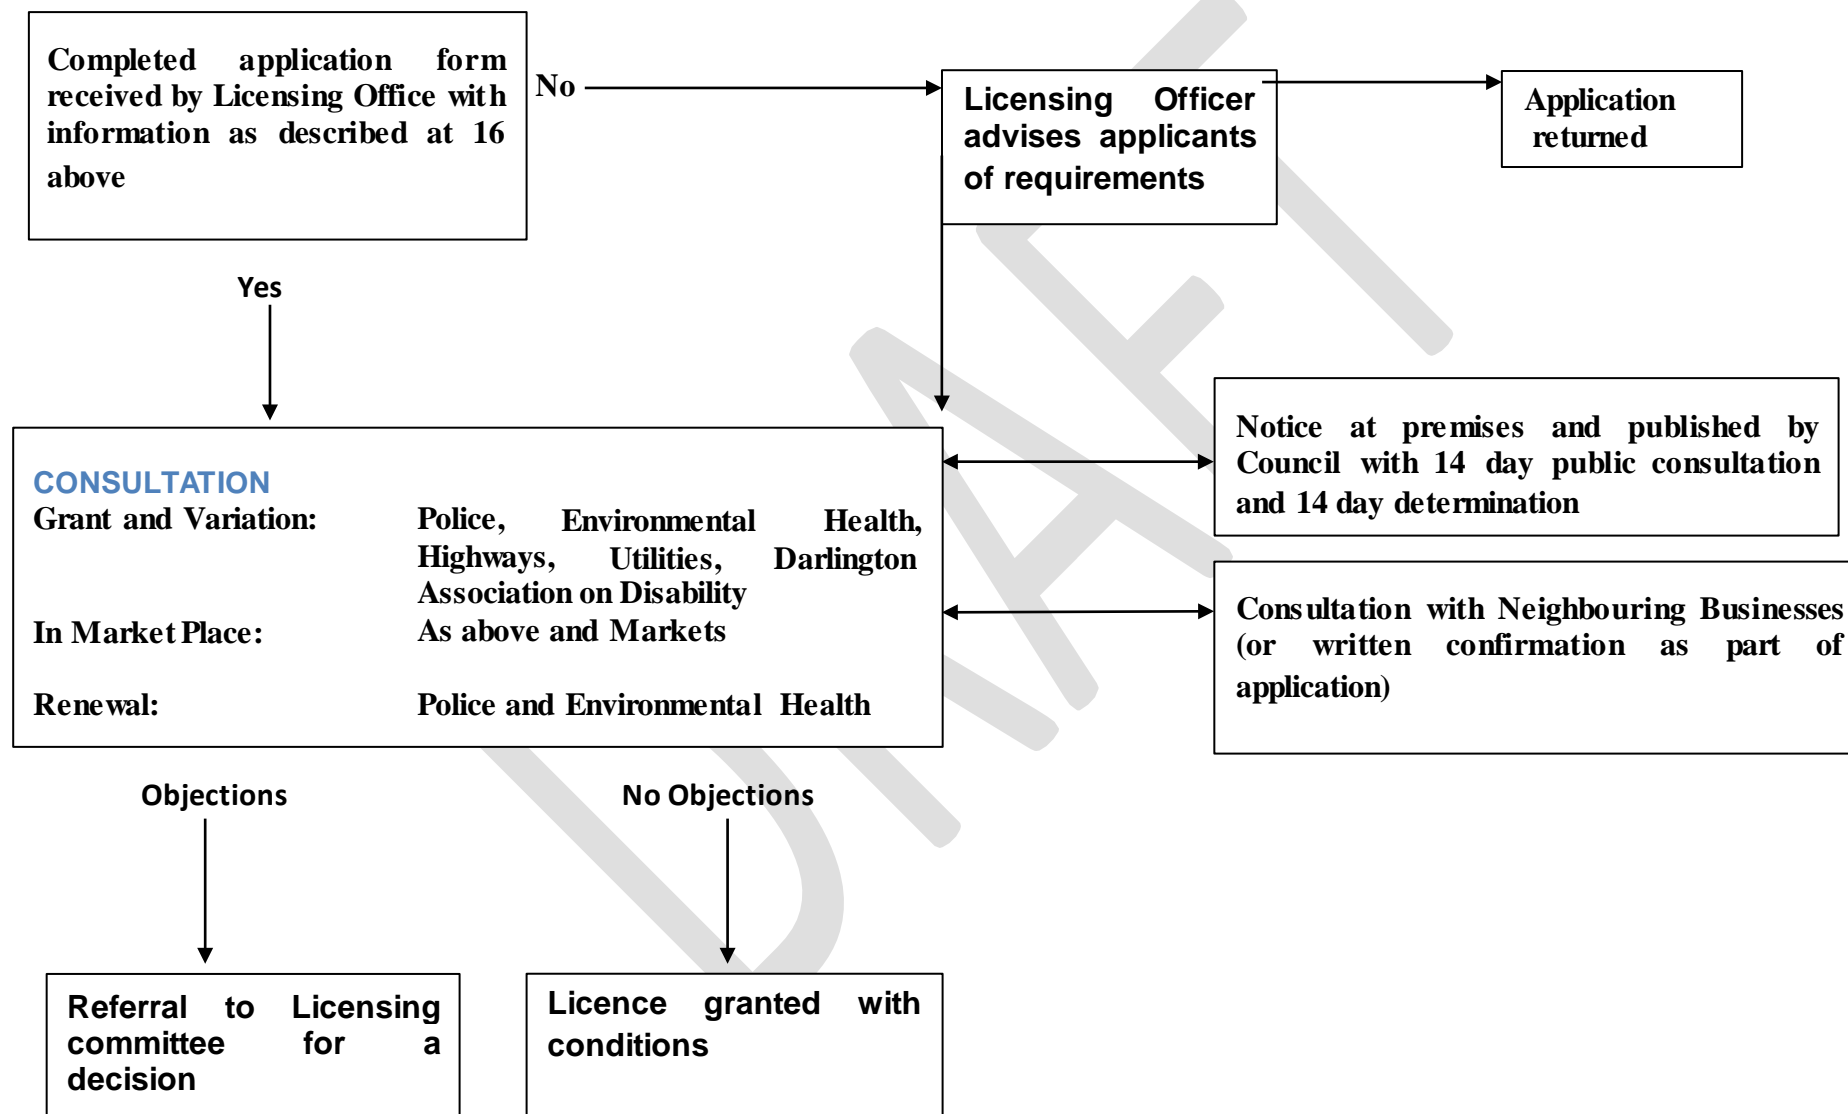 Completed application form
received by Licensing Office with
information as described at 16
above
No
Licensing Officer
advises applicants
of requirements
Application
returned
Yes
CONSULTATION
Grant and Variation: Police, Environmental Health,
Highways, Utilities, Darlington
Association on Disability
In Market Place: As above and Markets
Renewal: Police and Environmental Health
Notice at premises and published by
Council with 14 day public consultation
and 14 day determination
Consultation with Neighbouring Businesses
(or written confirmation as part of
application)
Objections
No Objections
Referral to Licensing
committee for a
decision
Licence granted with
conditions
DRAFT